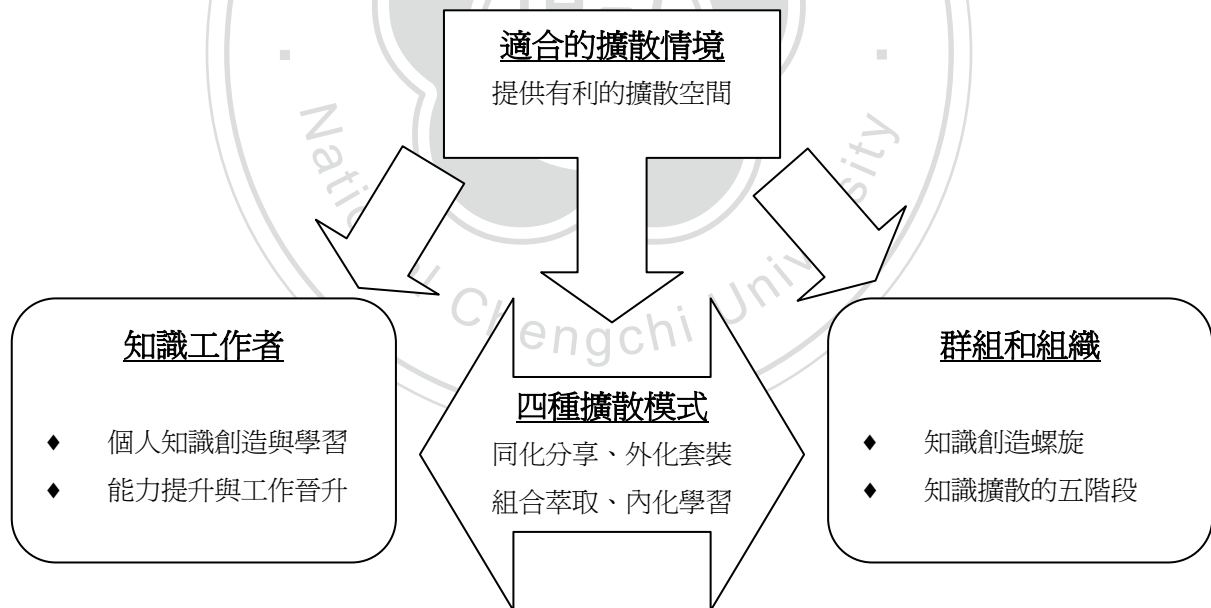 適合的擴散情境
提供有利的擴散空間
知識工作者
♦ 個人知識創造與學習
♦ 能力提升與工作晉升
四種擴散模式
同化分享、外化套裝
組合萃取、內化學習
群組和組織
♦ 知識創造螺旋
♦ 知識擴散的五階段
Chengchi